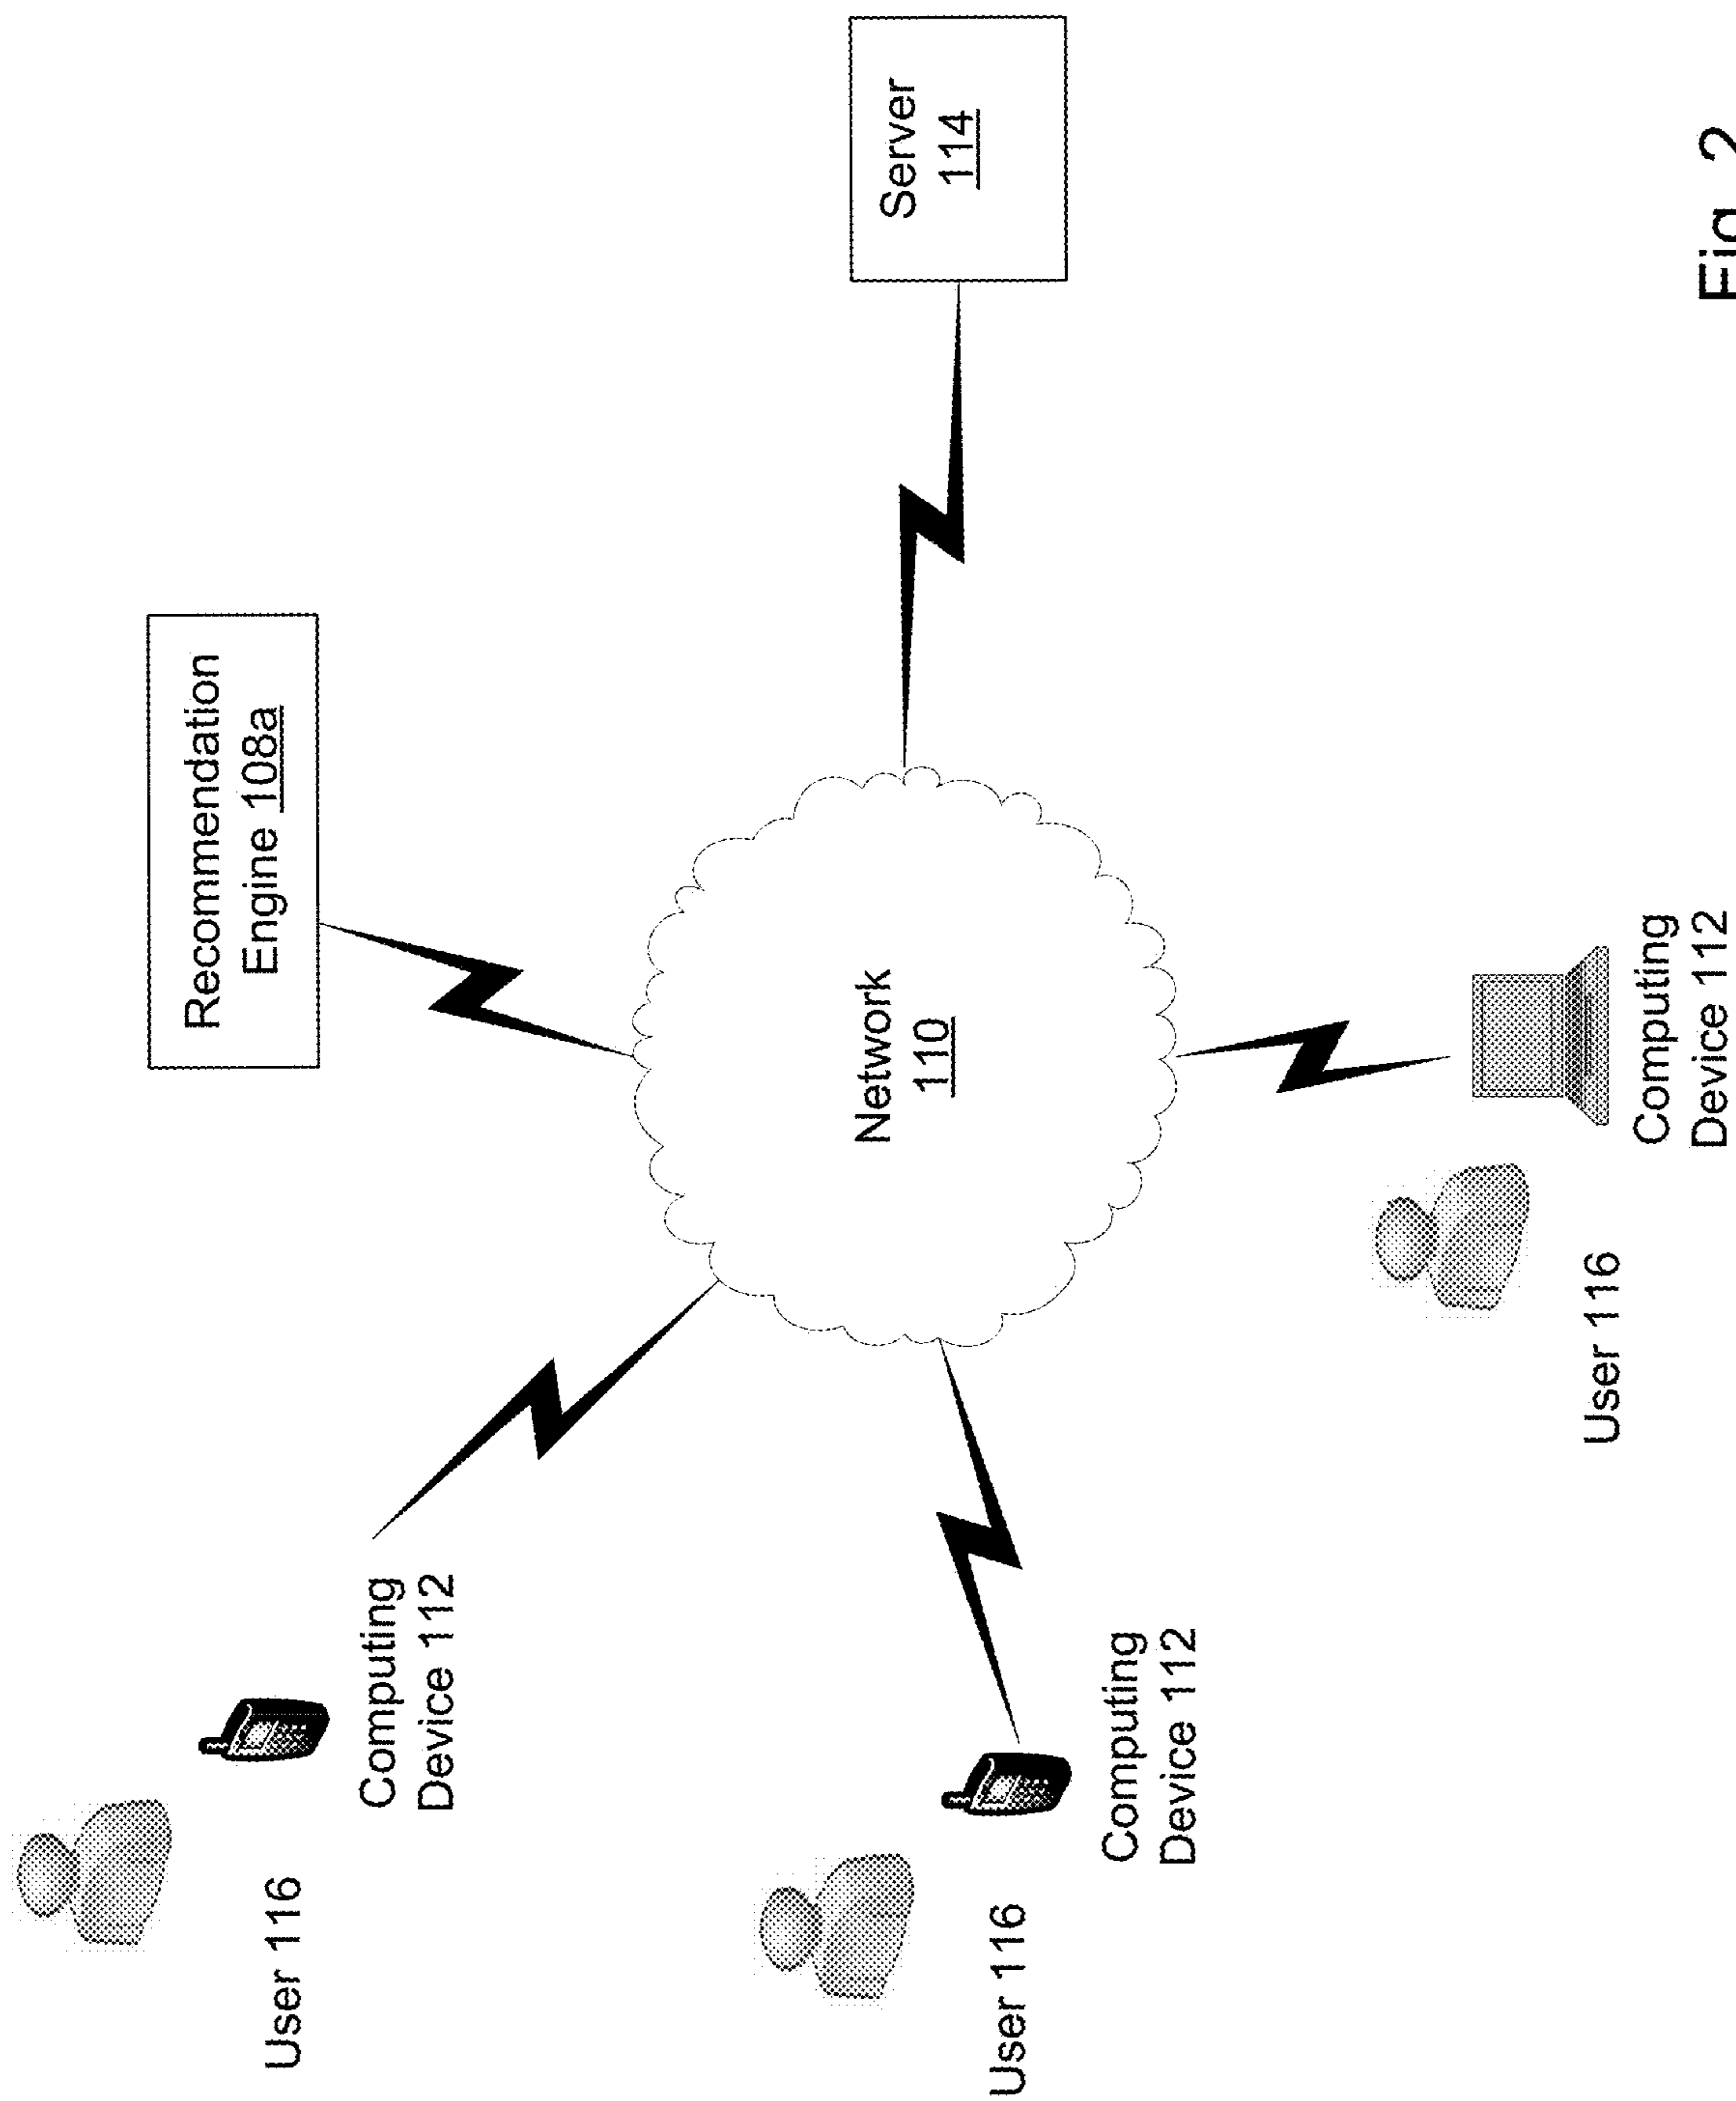 Recommendation
Engine 108a
Server
114
Network
110
Computing
Device 112
User 116
Computing
Device 112
User 116
Computing
Device 112
User 116
Fig. 2